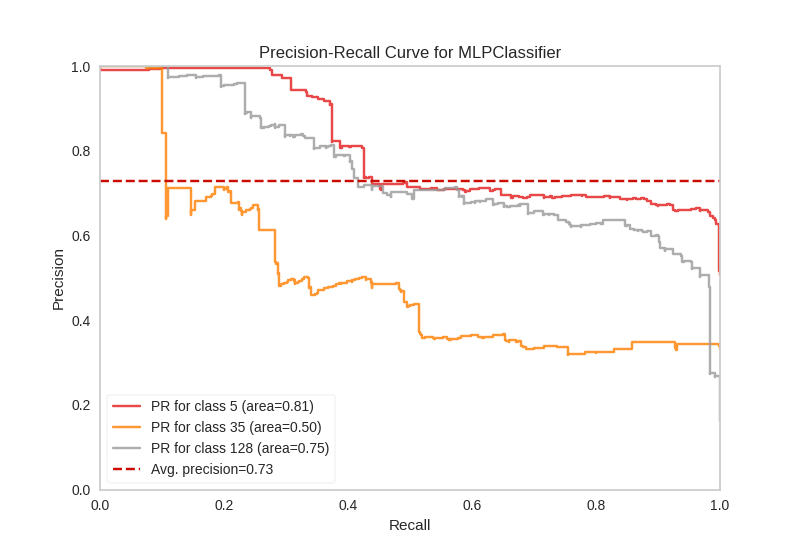 Precision-Recall Curve for MLPClassifier
1.0
0.8
0.6
0.4
0.2
0.0
Precision
PR for class 5 (area=0.81)
PR for class 35 (area=0.50)
PR for class 128 (area=0.75)
Avg. precision=0.73
0.0 0.2 0.4 0.6 0.8 1.0
Recall